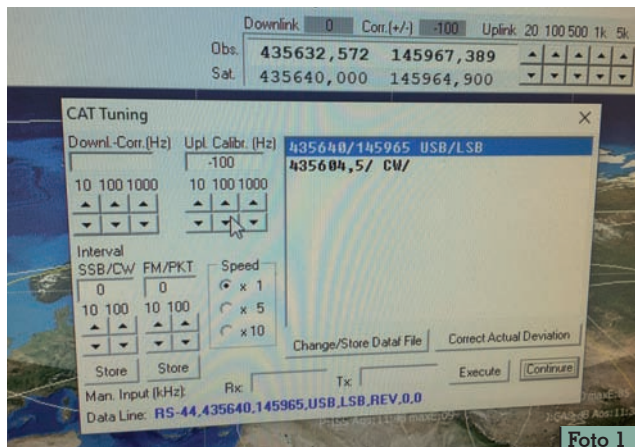 Downlink 0 Corr.(+/-) -100 Uplink 20 100 500 1k 5k
Obs. 435632,572 145967,389
Sat. 435640,000 145964,900
CAT Tuning
Downl.-Corr.(Hz) Upl. Calibr. (Hz)
-100
10 100 1000 10 100 1000
435640/145965 USB/LSB
435604,5/ CW/
Interval
SSB/CW FM/PKT Speed
0 0
x 1
10 100 10 100
x 5
x 10
Change/Store Dataf File Correct Actual Deviation
Store Store
Man. Input (kHz): Rx: Tx: Execute Continure
Data Line: RS-44,435640,145965,USB,LSB,REV,0,0
Foto 1